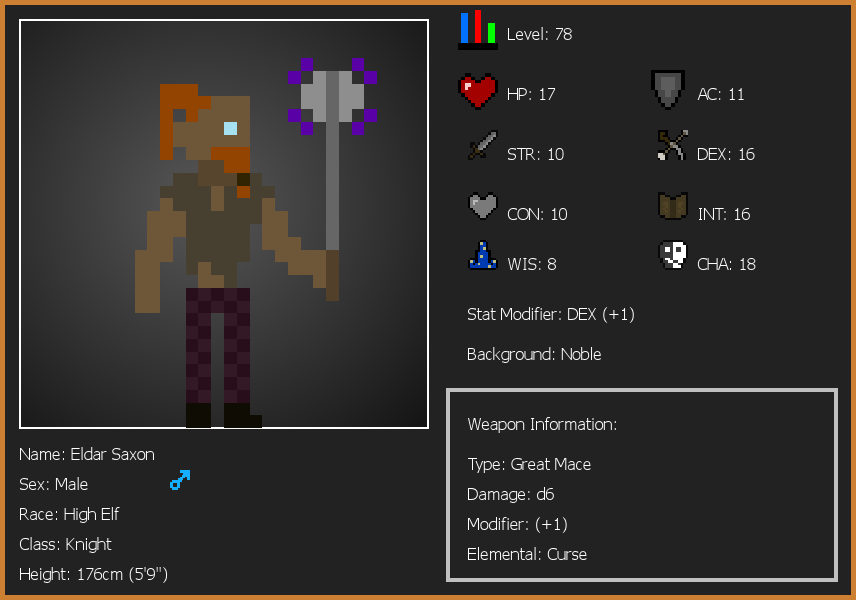 Level: 78
HP: 17
AC: 11
STR: 10
DEX: 16
CON: 10
INT: 16
WIS: 8
CHA: 18
Stat Modifier: DEX (+1)
Background: Noble
Weapon Information:
Type: Great Mace
Damage: d6
Modifier: (+1)
Elemental: Curse
Name: Eldar Saxon
Sex: Male
Race: High Elf
Class: Knight
Height: 176cm (5'9")